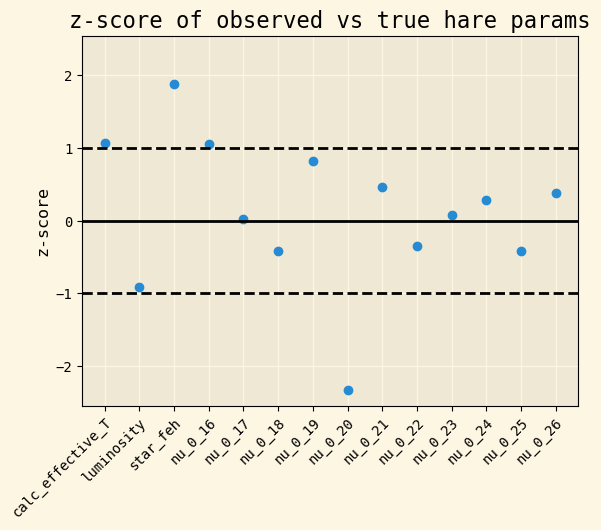 z-score of observed vs true hare params
z-score
2
1
0
−1
−2
calc_effective_T
luminosity
star_feh
nu_0_16
nu_0_17
nu_0_18
nu_0_19
nu_0_20
nu_0_21
nu_0_22
nu_0_23
nu_0_24
nu_0_25
nu_0_26